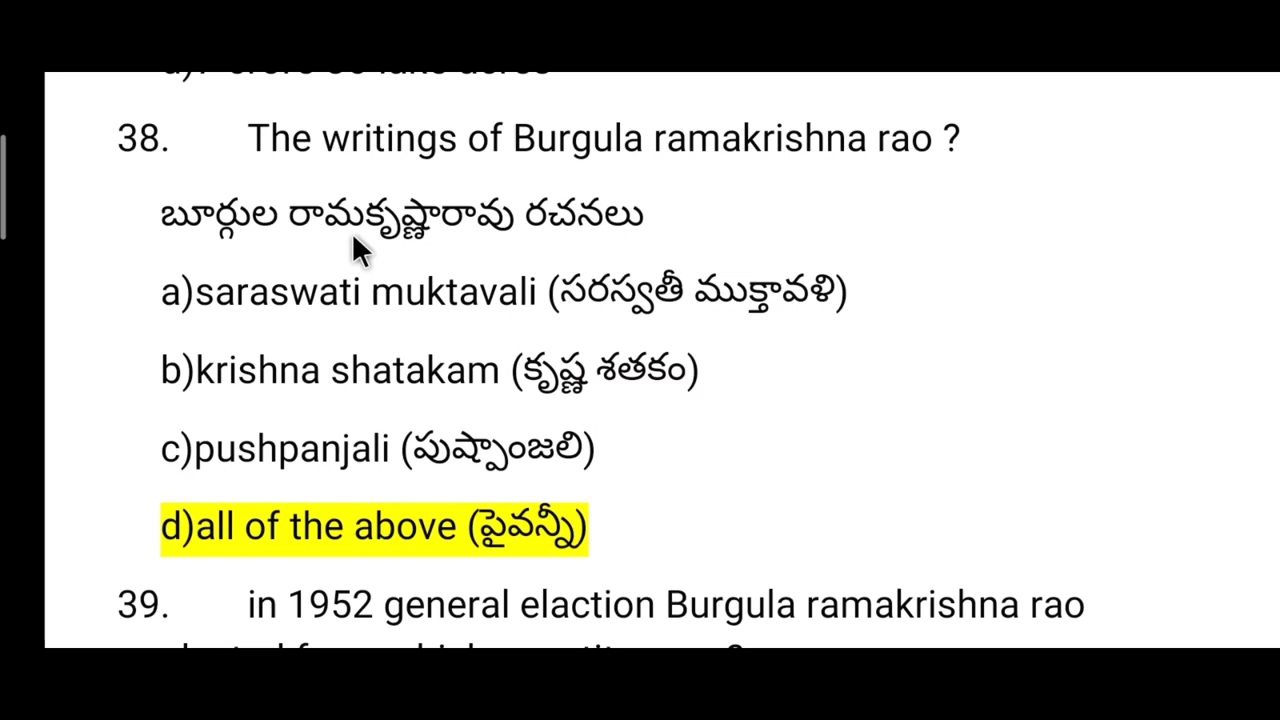 38. The writings of Burgula ramakrishna rao ?
బూర్గుల రామకృష్ణారావు రచనలు
a)saraswati muktavali (సరస్వతీ ముక్తావళి)
b)krishna shatakam (కృష్ణ శతకం)
c)pushpanjali (పుష్పాంజలి)
d)all of the above (పైవన్నీ)
39. in 1952 general elaction Burgula ramakrishna rao